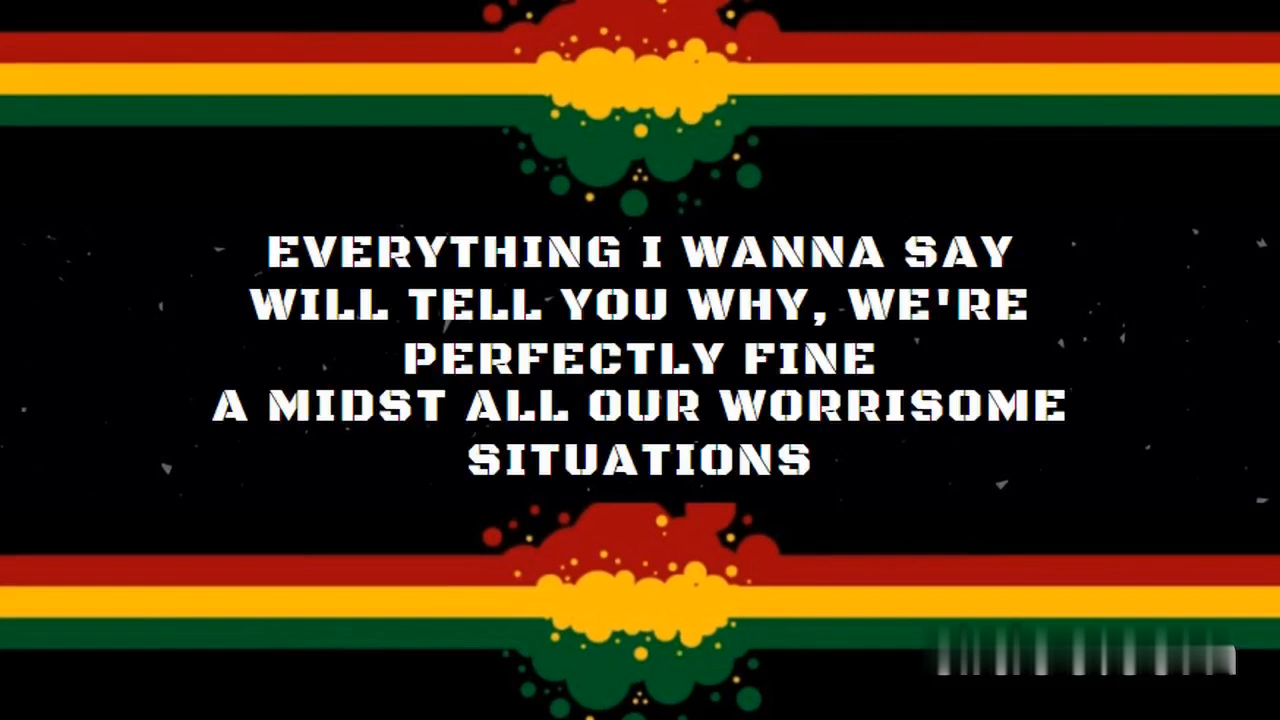 EVERYTHING I WANNA SAY
WILL TELL YOU WHY, WE'RE
PERFECTLY FINE
A MIDST ALL OUR WORRISOME
SITUATIONS